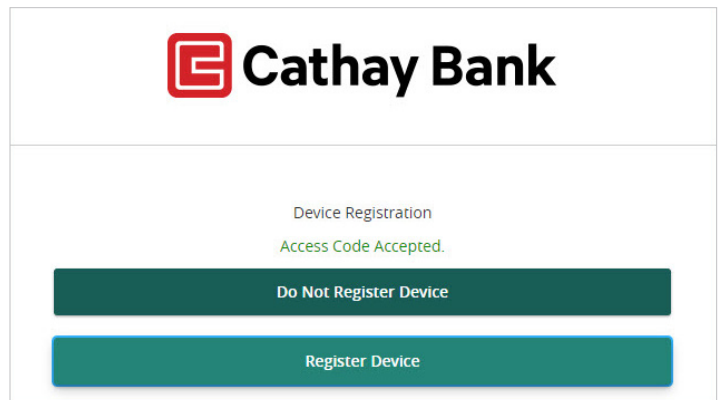 Cathay Bank
Device Registration
Access Code Accepted.
Do Not Register Device
Register Device